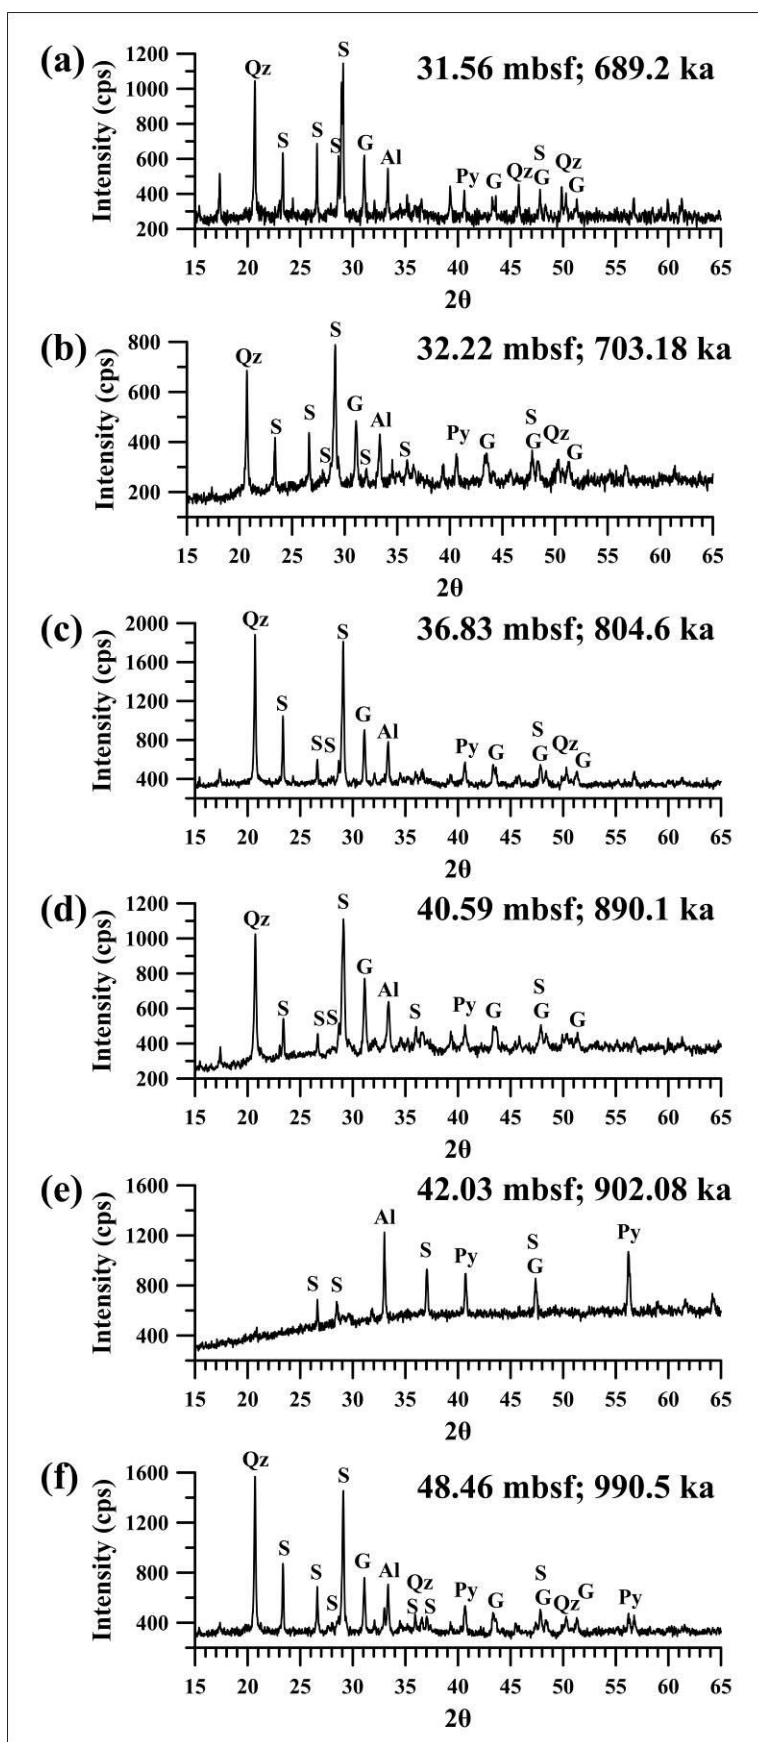 (a)
31.56 mbsf; 689.2 ka
Intensity (cps)
1200
1000
800
600
400
200
Qz S S S S G Al Py G Qz S G Qz G
15 20 25 30 35 40 45 50 55 60 65
2θ
(b)
32.22 mbsf; 703.18 ka
Intensity (cps)
800
600
400
200
Qz S S S S G S Al S Py G S G Qz G
15 20 25 30 35 40 45 50 55 60 65
2θ
(c)
36.83 mbsf; 804.6 ka
Intensity (cps)
2000
1600
1200
800
400
Qz S S S S G Al Py G S G Qz G
15 20 25 30 35 40 45 50 55 60 65
2θ
(d)
40.59 mbsf; 890.1 ka
Intensity (cps)
1200
1000
800
600
400
200
Qz S S S S G Al S Py G S G G
15 20 25 30 35 40 45 50 55 60 65
2θ
(e)
42.03 mbsf; 902.08 ka
Intensity (cps)
1600
1200
800
400
S S Al S Py S G Py
15 20 25 30 35 40 45 50 55 60 65
2θ
(f)
48.46 mbsf; 990.5 ka
Intensity (cps)
1600
1200
800
400
Qz S S S S G Al Qz S S Py G S G Qz G Py
15 20 25 30 35 40 45 50 55 60 65
2θ